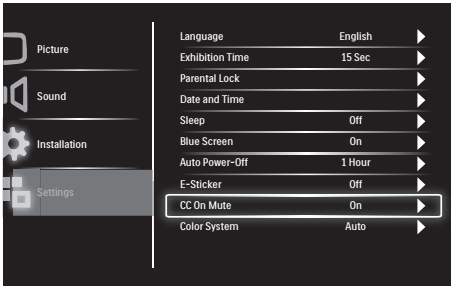 Picture
Sound
Installation
Settings
Language English
Exhibition Time 15 Sec
Parental Lock
Date and Time
Sleep Off
Blue Screen On
Auto Power-Off 1 Hour
E-Sticker Off
CC On Mute On
Color System Auto